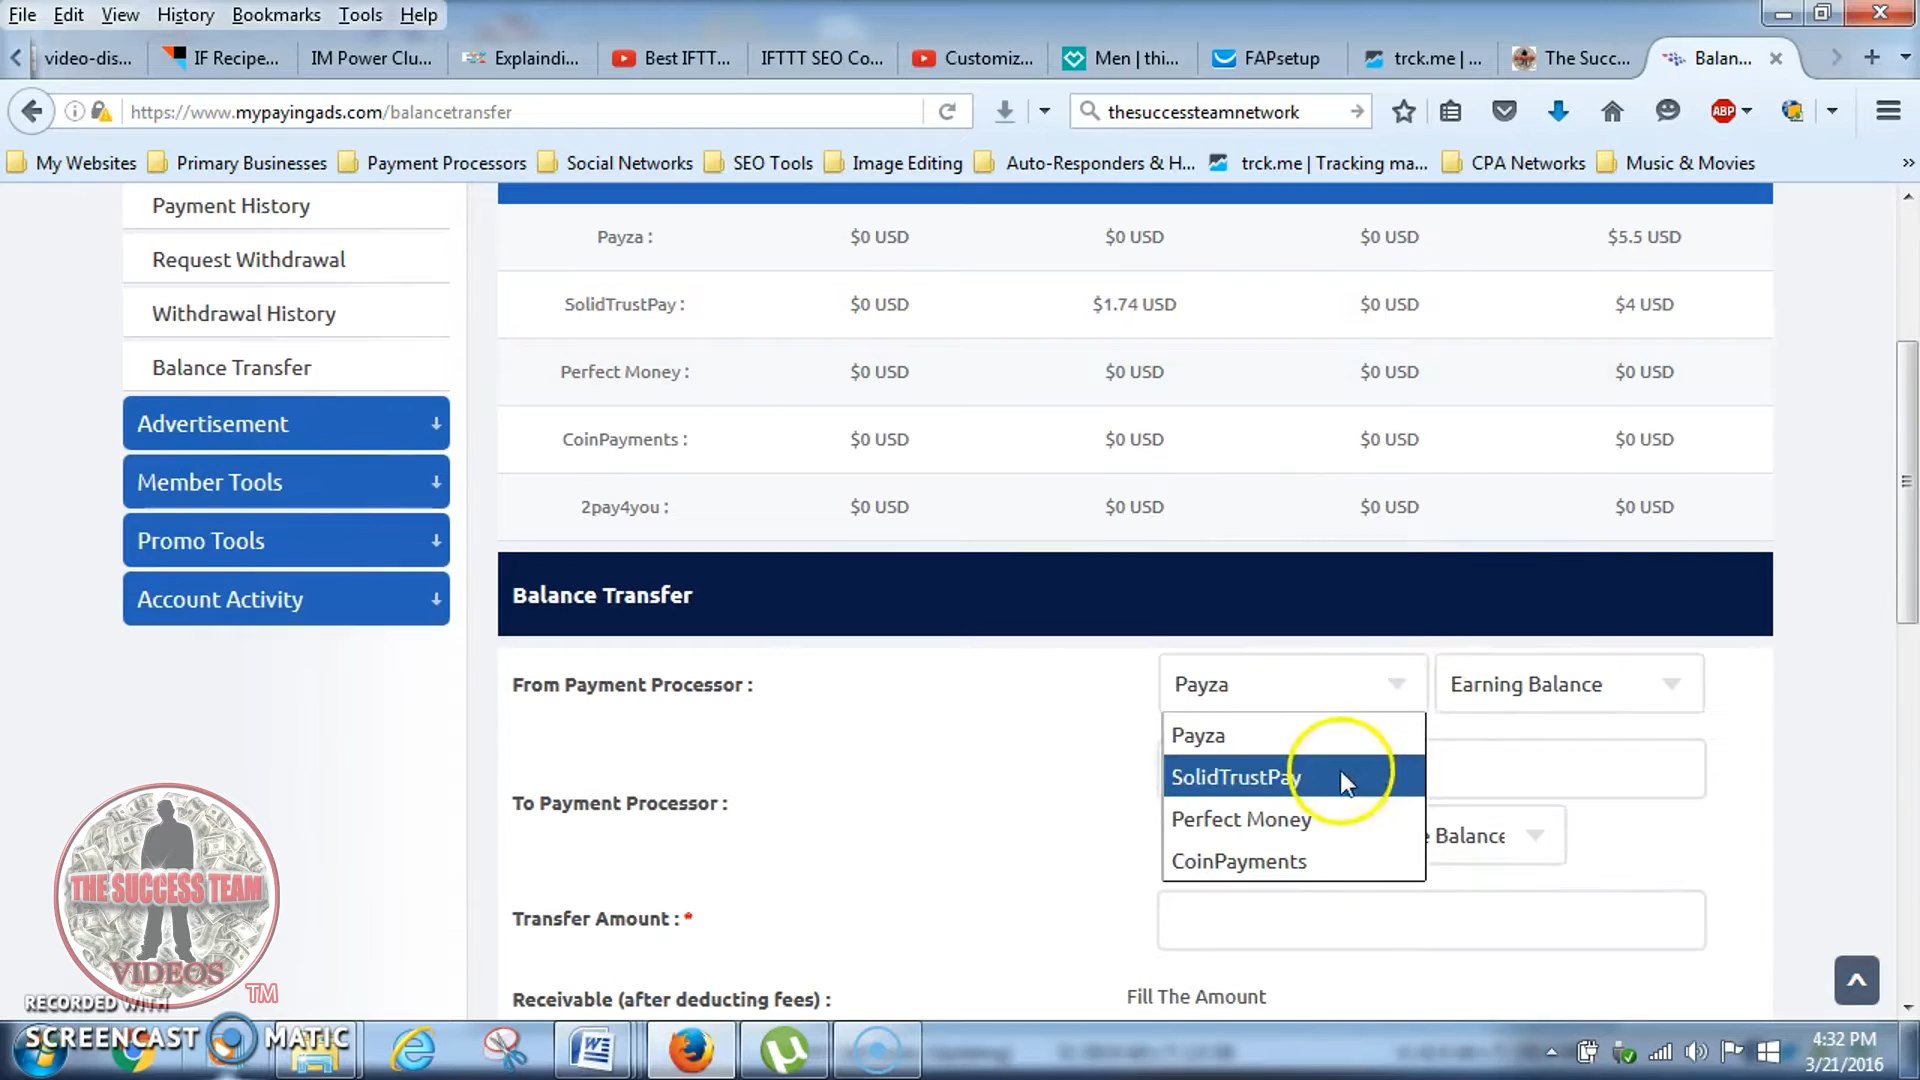 File Edit View History Bookmarks Tools Help
video-dis... IF Recipe... IM Power Clu... Explaindi... Best IFTT... IFTTT SEO Co... Customiz... Men | thi... FAPsetup trck.me | ... The Succ... Balan...
https://www.mypayingads.com/balancetransfer thesuccessteamnetwork ABP
My Websites Primary Businesses Payment Processors Social Networks SEO Tools Image Editing Auto-Responders & H... trck.me | Tracking ma... CPA Networks Music & Movies
Payment History
Request Withdrawal
Withdrawal History
Balance Transfer
Advertisement
Member Tools
Promo Tools
Account Activity
Payza : $0 USD $0 USD $0 USD $5.5 USD
SolidTrustPay : $0 USD $1.74 USD $0 USD $4 USD
Perfect Money : $0 USD $0 USD $0 USD $0 USD
CoinPayments : $0 USD $0 USD $0 USD $0 USD
2pay4you : $0 USD $0 USD $0 USD $0 USD
Balance Transfer
From Payment Processor : Payza Earning Balance
Payza
SolidTrustPay
Perfect Money
CoinPayments
To Payment Processor : Balance
Transfer Amount : *
Receivable (after deducting fees) : Fill The Amount
THE SUCCESS TEAM
VIDEOS
TM
RECORDED WITH
SCREENCAST MATIC
4:32 PM
3/21/2016